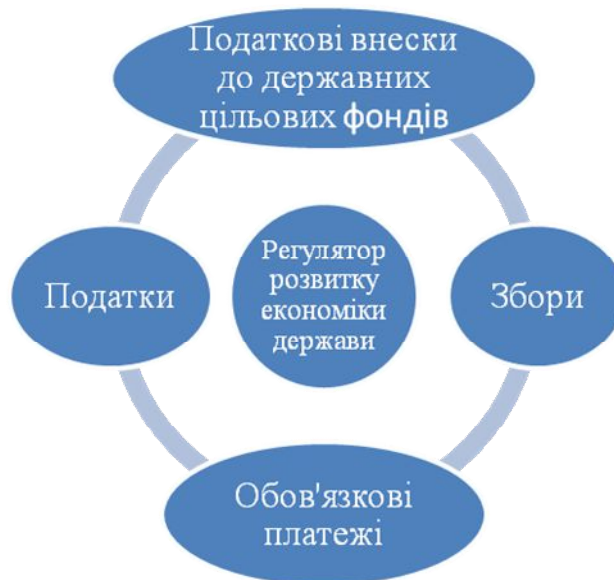 Податкові внески
до державних
цільових фондів
Податки
Регулятор
розвитку
економіки
держави
Збори
Обов'язкові
платежі